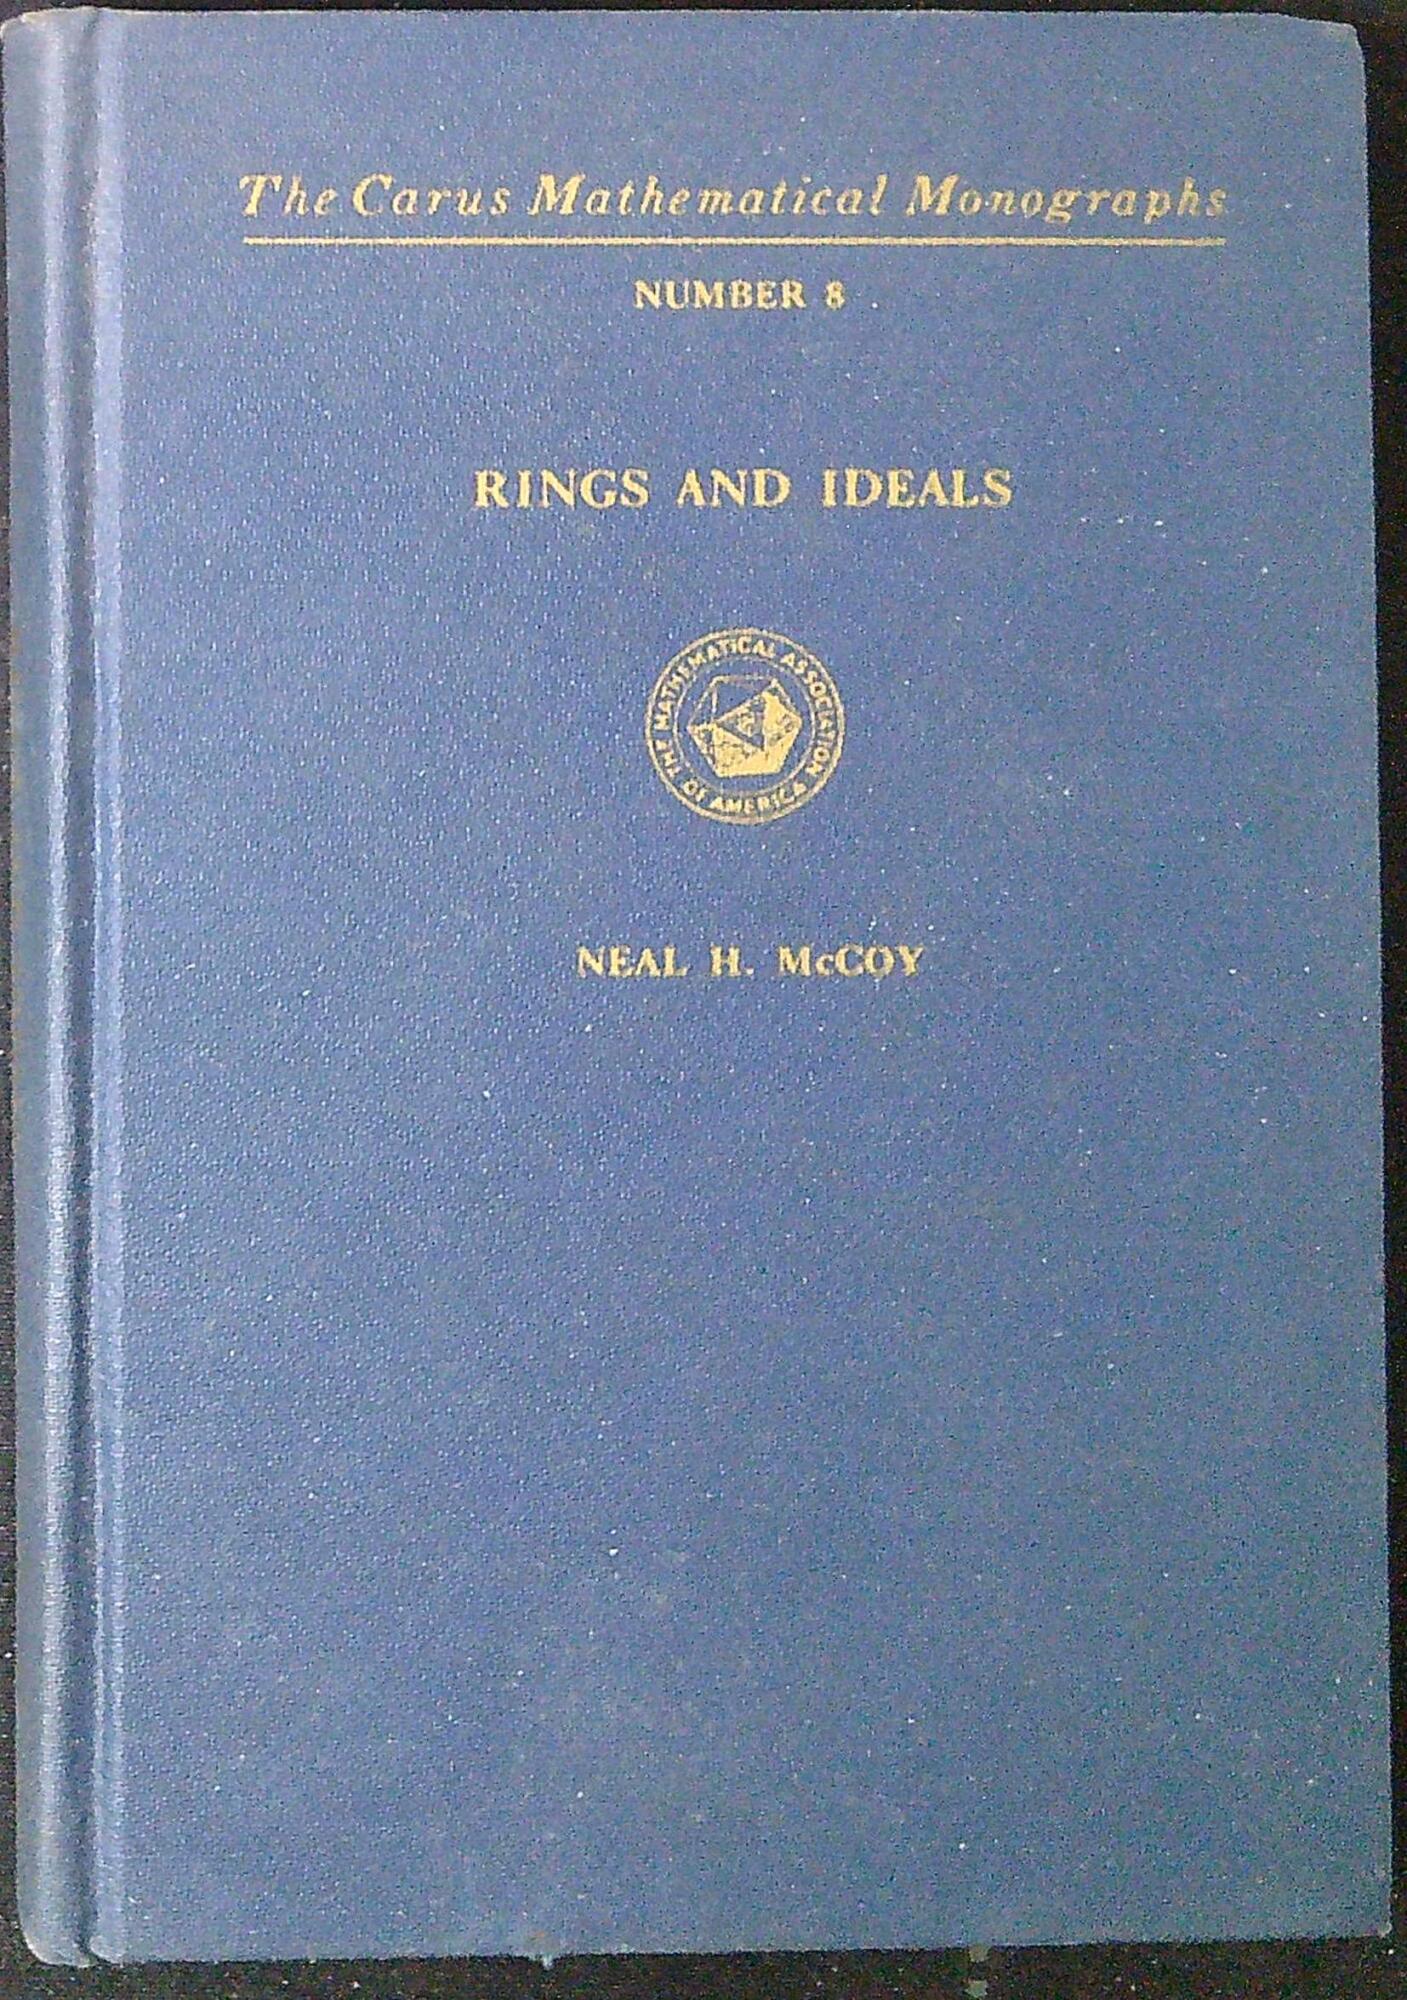 The Carus Mathematical Monographs
NUMBER 8
RINGS AND IDEALS
THE MATHEMATICAL ASSOCIATION OF AMERICA
NEAL H. McCOY